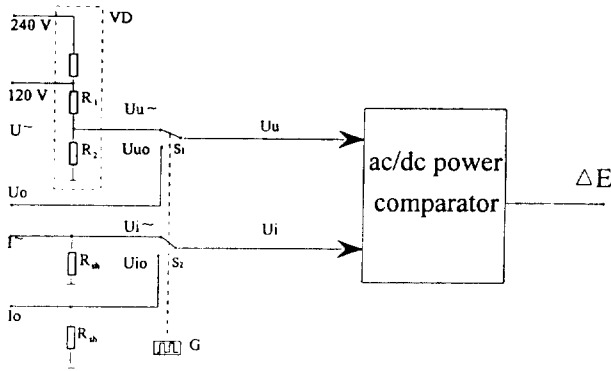 VD
240 V
120 V
R1
Uu~
U~
Uu
R2
Uuo
S1
ac/dc power
comparator
ΔE
Uo
Ui~
Ui
I~
Uio
S2
Rsh
Io
Rsh
G